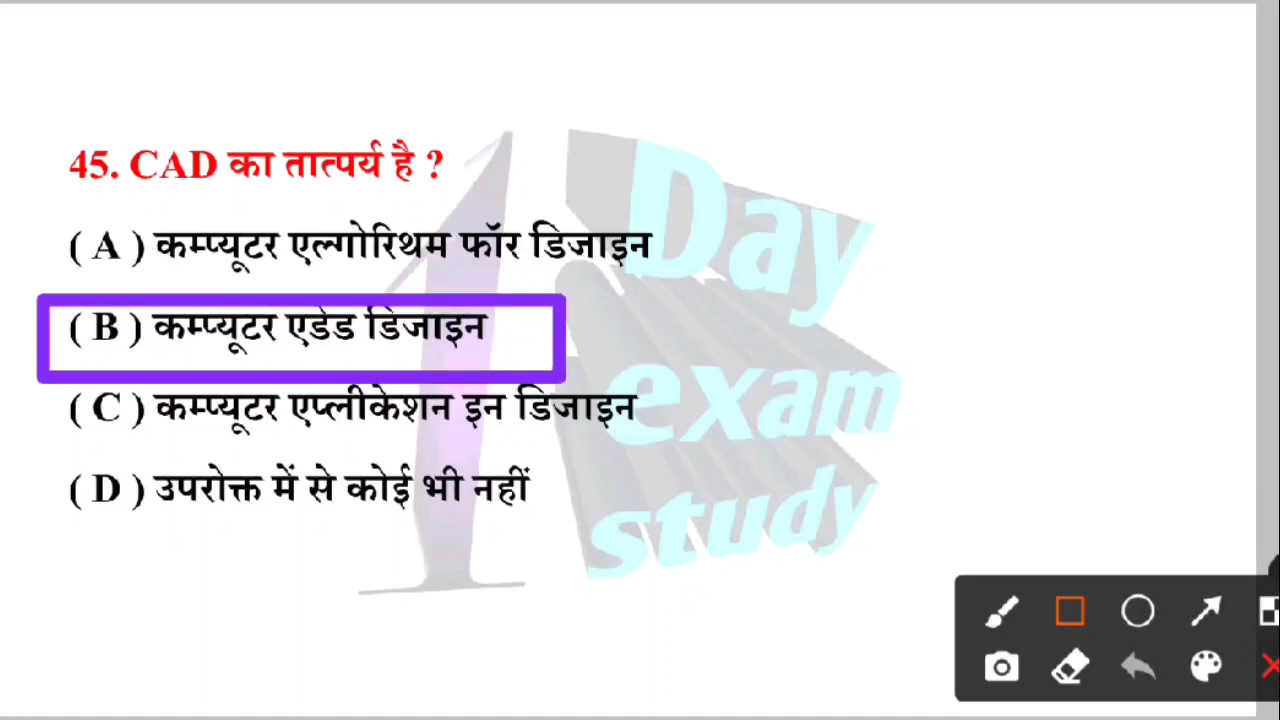 45. CAD का तात्पर्य है ?
( A ) कम्प्यूटर एल्गोरिथम फॉर डिजाइन
( B ) कम्प्यूटर एडेड डिजाइन
( C ) कम्प्यूटर एप्लीकेशन इन डिजाइन
( D ) उपरोक्त में से कोई भी नहीं
1 Day
exam
study